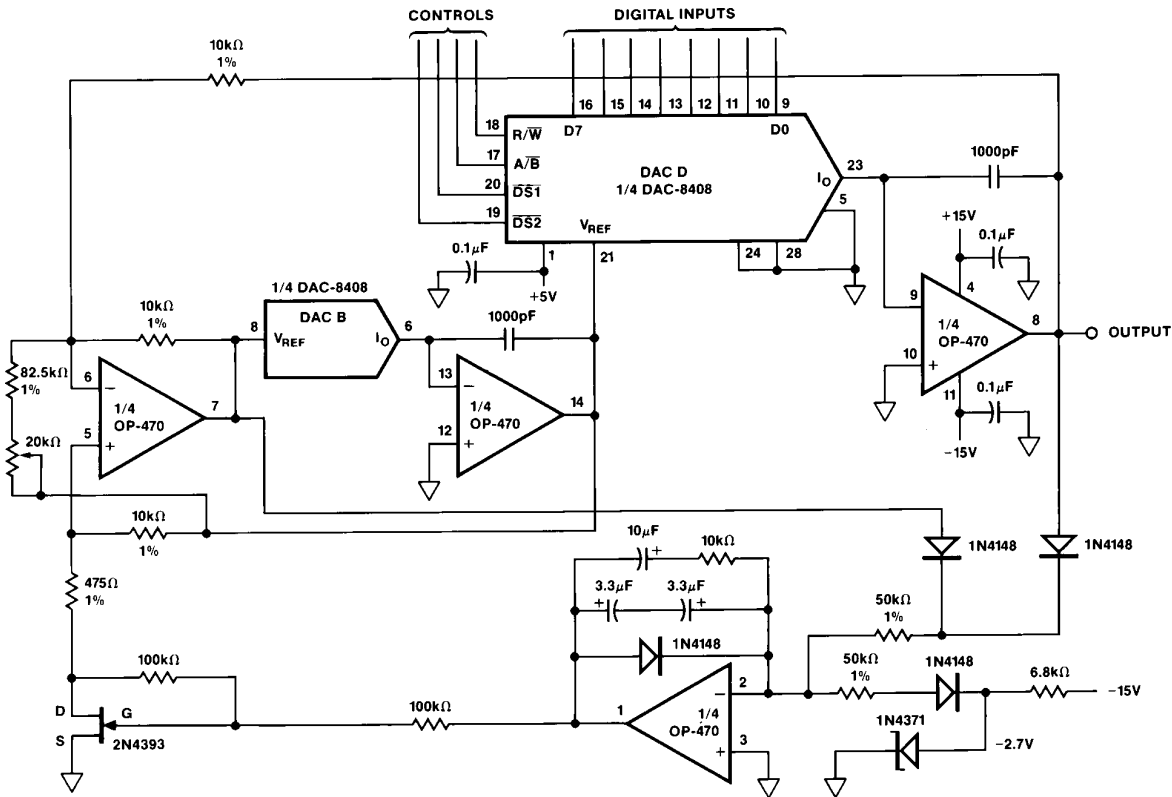 CONTROLS
DIGITAL INPUTS
10kΩ
1%
16 15 14 13 12 11 10 9
D7 D0
18
R/W̅
17
A/B̅
20
D̅S̅1̅
19
D̅S̅2̅
DAC D
1/4 DAC-8408
VREF
IO
23
5
1000pF
1
21
24
28
0.1µF
+5V
+15V
0.1µF
4
9
−
1/4
OP-470
10
+
8
OUTPUT
11
0.1µF
−15V
1/4 DAC-8408
DAC B
10kΩ
1%
8
VREF
IO
6
1000pF
82.5kΩ
1%
6
−
1/4
OP-470
7
5
+
20kΩ
13
−
1/4
OP-470
14
12
+
10kΩ
1%
475Ω
1%
10µF
+
10kΩ
3.3µF
3.3µF
+
+
1N4148
1N4148
1N4148
50kΩ
1%
50kΩ
1%
1N4148
6.8kΩ
−15V
1N4371
−2.7V
2
−
1/4
OP-470
1
3
+
100kΩ
100kΩ
D
G
S
2N4393